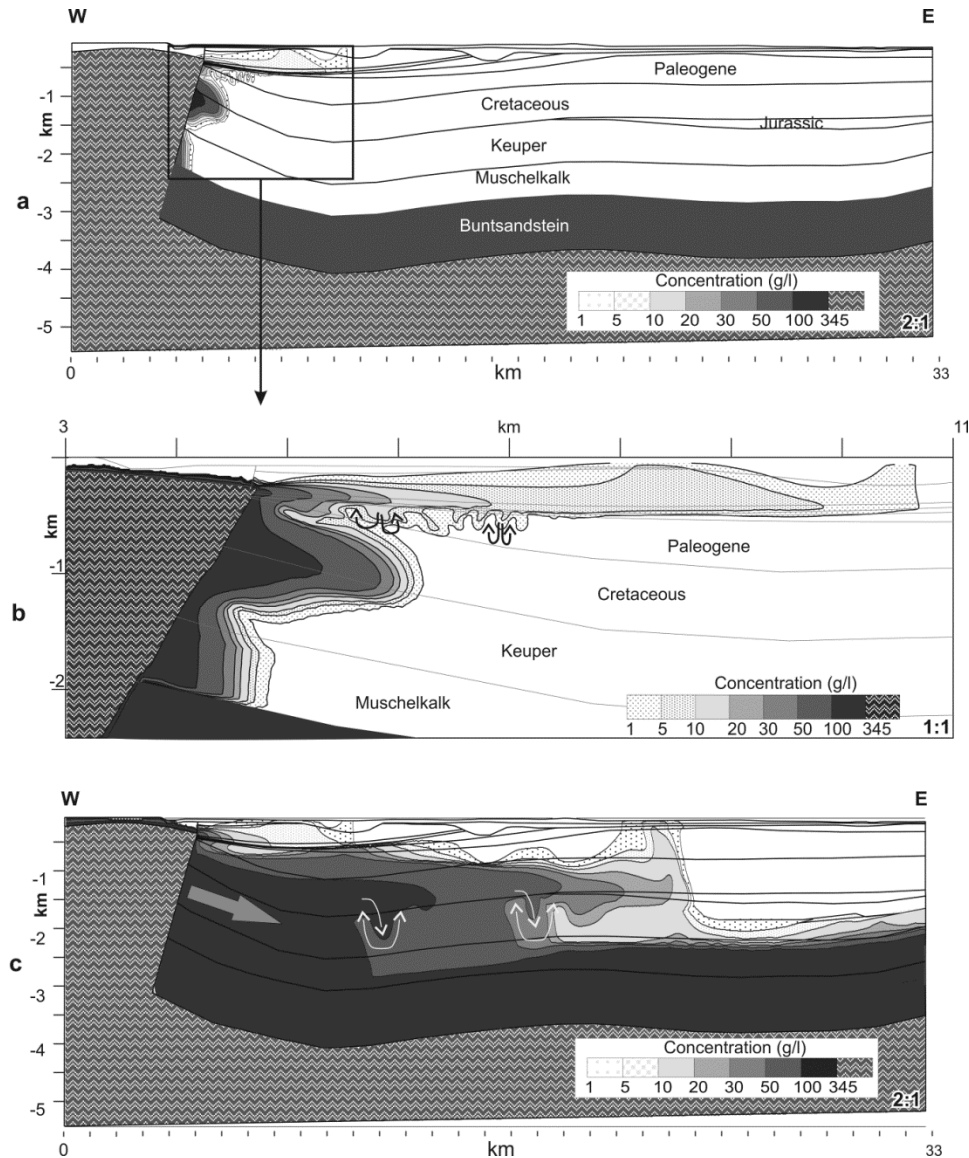 W E
Paleogene
-1
Cretaceous
km
Jurassic
Keuper
-2
Muschelkalk
a
-3
Buntsandstein
-4
Concentration (g/l)
-5
1 5 10 20 30 50 100 345
2:1
0 km 33
3 km 11
km
Paleogene
-1
Cretaceous
b
Keuper
Concentration (g/l)
-2
Muschelkalk
1 5 10 20 30 50 100 345
1:1
W E
-1
km
-2
c
-3
-4
Concentration (g/l)
1 5 10 20 30 50 100 345
-5
2:1
0 km 33